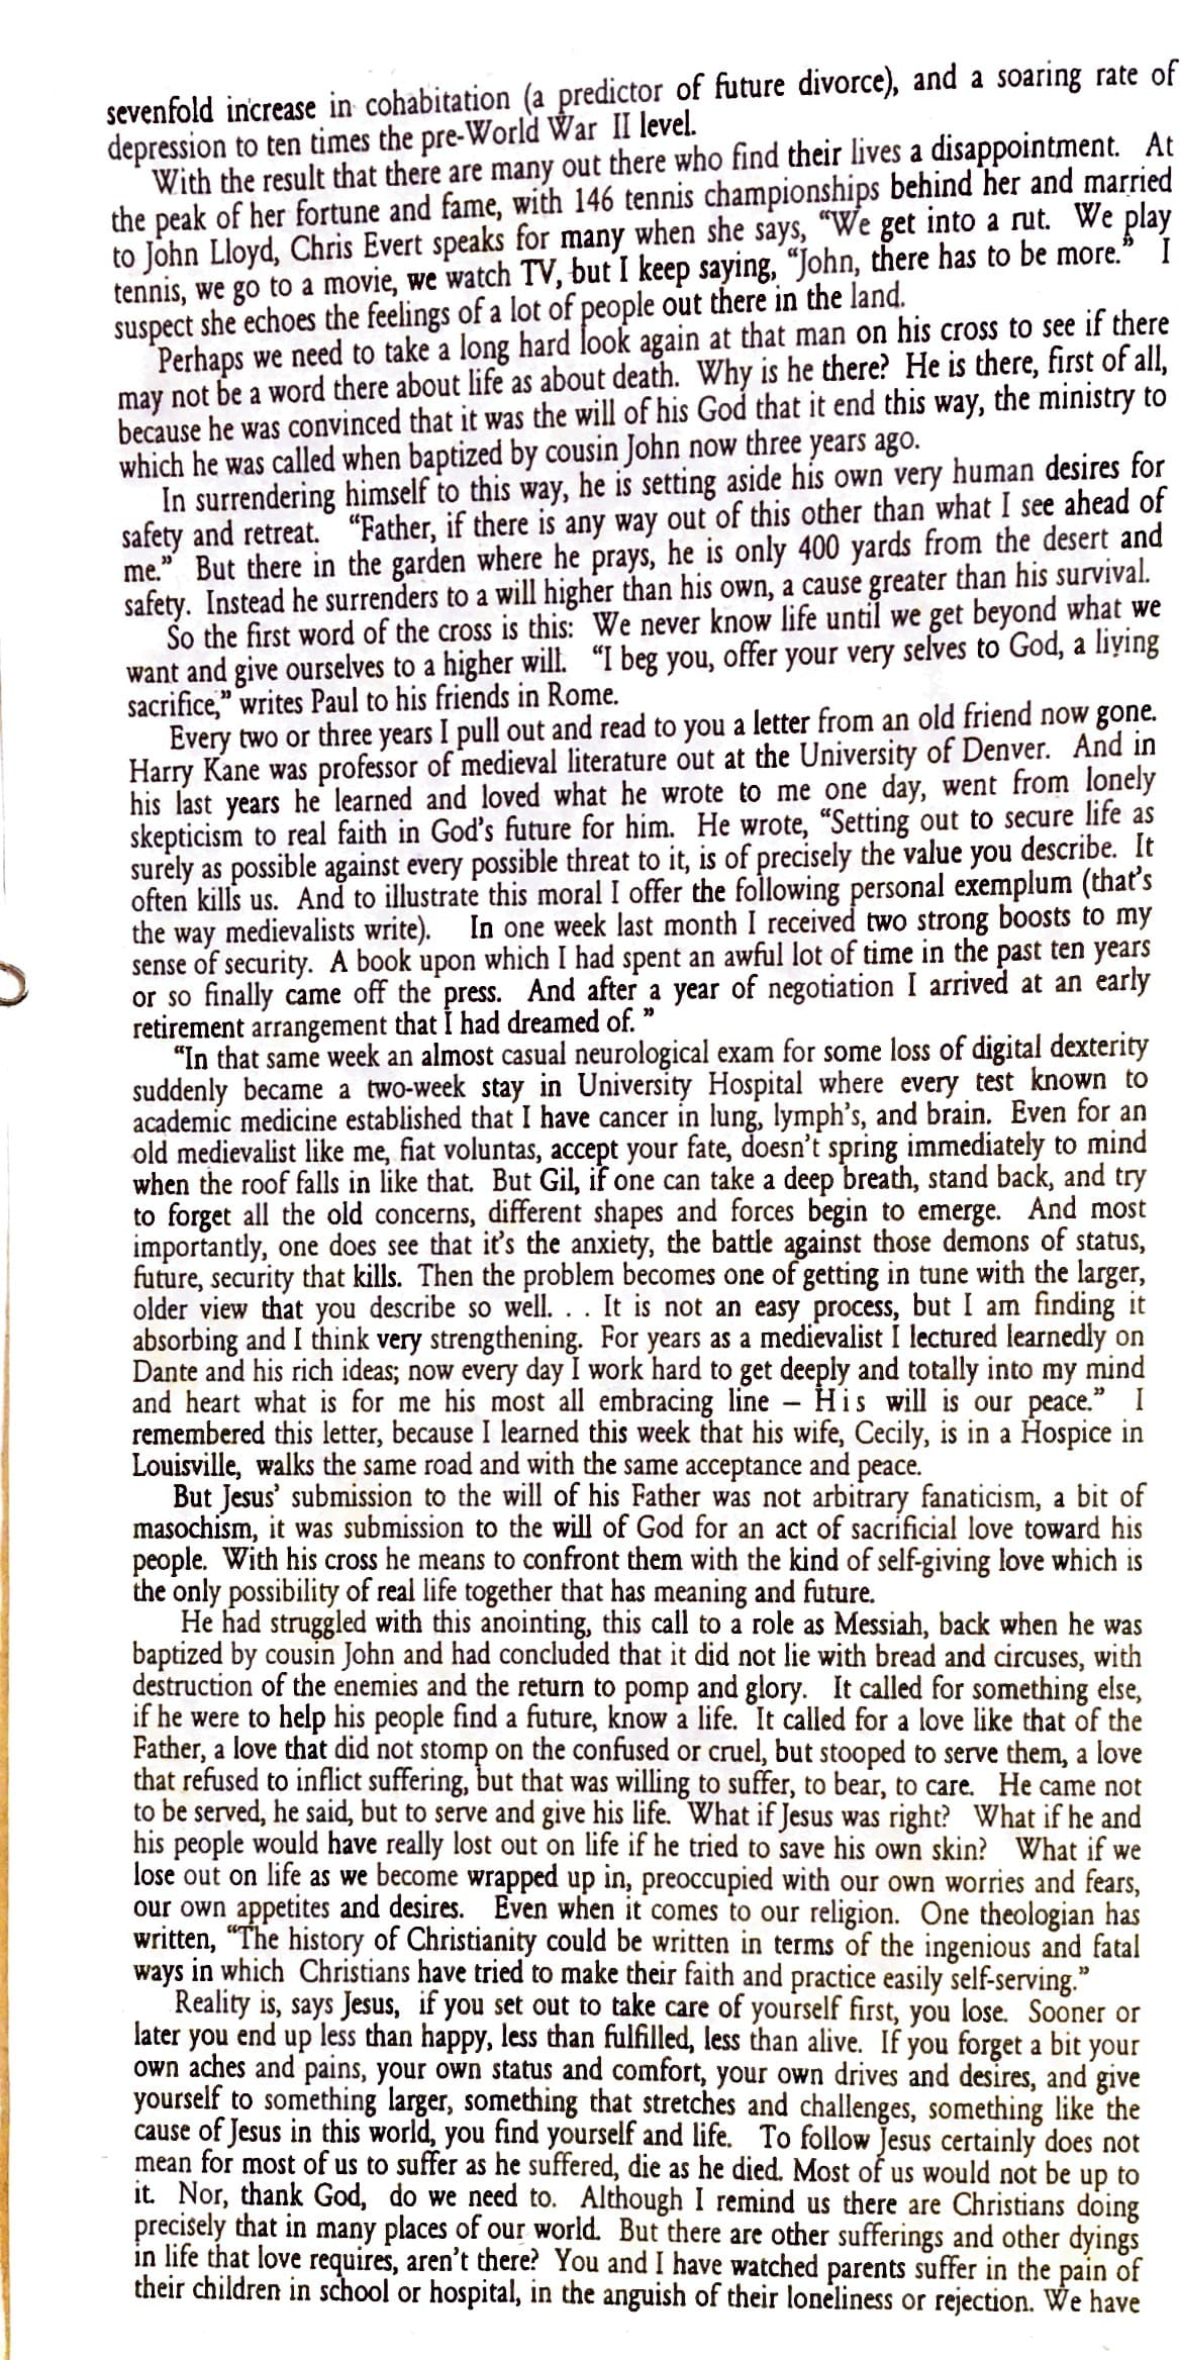 sevenfold increase in cohabitation (a predictor of future divorce), and a soaring rate of
depression to ten times the pre-World War II level.
With the result that there are many out there who find their lives a disappointment. At
the peak of her fortune and fame, with 146 tennis championships behind her and married
to John Lloyd, Chris Evert speaks for many when she says, “We get into a rut. We play
tennis, we go to a movie, we watch TV, but I keep saying, “John, there has to be more.” I
suspect she echoes the feelings of a lot of people out there in the land.
Perhaps we need to take a long hard look again at that man on his cross to see if there
may not be a word there about life as about death. Why is he there? He is there, first of all,
because he was convinced that it was the will of his God that it end this way, the ministry to
which he was called when baptized by cousin John now three years ago.
In surrendering himself to this way, he is setting aside his own very human desires for
safety and retreat. “Father, if there is any way out of this other than what I see ahead of
me.” But there in the garden where he prays, he is only 400 yards from the desert and
safety. Instead he surrenders to a will higher than his own, a cause greater than his survival.
So the first word of the cross is this: We never know life until we get beyond what we
want and give ourselves to a higher will. “I beg you, offer your very selves to God, a living
sacrifice,” writes Paul to his friends in Rome.
Every two or three years I pull out and read to you a letter from an old friend now gone.
Harry Kane was professor of medieval literature out at the University of Denver. And in
his last years he learned and loved what he wrote to me one day, went from lonely
skepticism to real faith in God's future for him. He wrote, “Setting out to secure life as
surely as possible against every possible threat to it, is of precisely the value you describe. It
often kills us. And to illustrate this moral I offer the following personal exemplum (that's
the way medievalists write). In one week last month I received two strong boosts to my
sense of security. A book upon which I had spent an awful lot of time in the past ten years
or so finally came off the press. And after a year of negotiation I arrived at an early
retirement arrangement that I had dreamed of. ”
“In that same week an almost casual neurological exam for some loss of digital dexterity
suddenly became a two-week stay in University Hospital where every test known to
academic medicine established that I have cancer in lung, lymph's, and brain. Even for an
old medievalist like me, fiat voluntas, accept your fate, doesn't spring immediately to mind
when the roof falls in like that. But Gil, if one can take a deep breath, stand back, and try
to forget all the old concerns, different shapes and forces begin to emerge. And most
importantly, one does see that it's the anxiety, the battle against those demons of status,
future, security that kills. Then the problem becomes one of getting in tune with the larger,
older view that you describe so well. . . It is not an easy process, but I am finding it
absorbing and I think very strengthening. For years as a medievalist I lectured learnedly on
Dante and his rich ideas; now every day I work hard to get deeply and totally into my mind
and heart what is for me his most all embracing line – His will is our peace.” I
remembered this letter, because I learned this week that his wife, Cecily, is in a Hospice in
Louisville, walks the same road and with the same acceptance and peace.
But Jesus' submission to the will of his Father was not arbitrary fanaticism, a bit of
masochism, it was submission to the will of God for an act of sacrificial love toward his
people. With his cross he means to confront them with the kind of self-giving love which is
the only possibility of real life together that has meaning and future.
He had struggled with this anointing, this call to a role as Messiah, back when he was
baptized by cousin John and had concluded that it did not lie with bread and circuses, with
destruction of the enemies and the return to pomp and glory. It called for something else,
if he were to help his people find a future, know a life. It called for a love like that of the
Father, a love that did not stomp on the confused or cruel, but stooped to serve them, a love
that refused to inflict suffering, but that was willing to suffer, to bear, to care. He came not
to be served, he said, but to serve and give his life. What if Jesus was right? What if he and
his people would have really lost out on life if he tried to save his own skin? What if we
lose out on life as we become wrapped up in, preoccupied with our own worries and fears,
our own appetites and desires. Even when it comes to our religion. One theologian has
written, “The history of Christianity could be written in terms of the ingenious and fatal
ways in which Christians have tried to make their faith and practice easily self-serving.”
Reality is, says Jesus, if you set out to take care of yourself first, you lose. Sooner or
later you end up less than happy, less than fulfilled, less than alive. If you forget a bit your
own aches and pains, your own status and comfort, your own drives and desires, and give
yourself to something larger, something that stretches and challenges, something like the
cause of Jesus in this world, you find yourself and life. To follow Jesus certainly does not
mean for most of us to suffer as he suffered, die as he died. Most of us would not be up to
it. Nor, thank God, do we need to. Although I remind us there are Christians doing
precisely that in many places of our world. But there are other sufferings and other dyings
in life that love requires, aren't there? You and I have watched parents suffer in the pain of
their children in school or hospital, in the anguish of their loneliness or rejection. We have